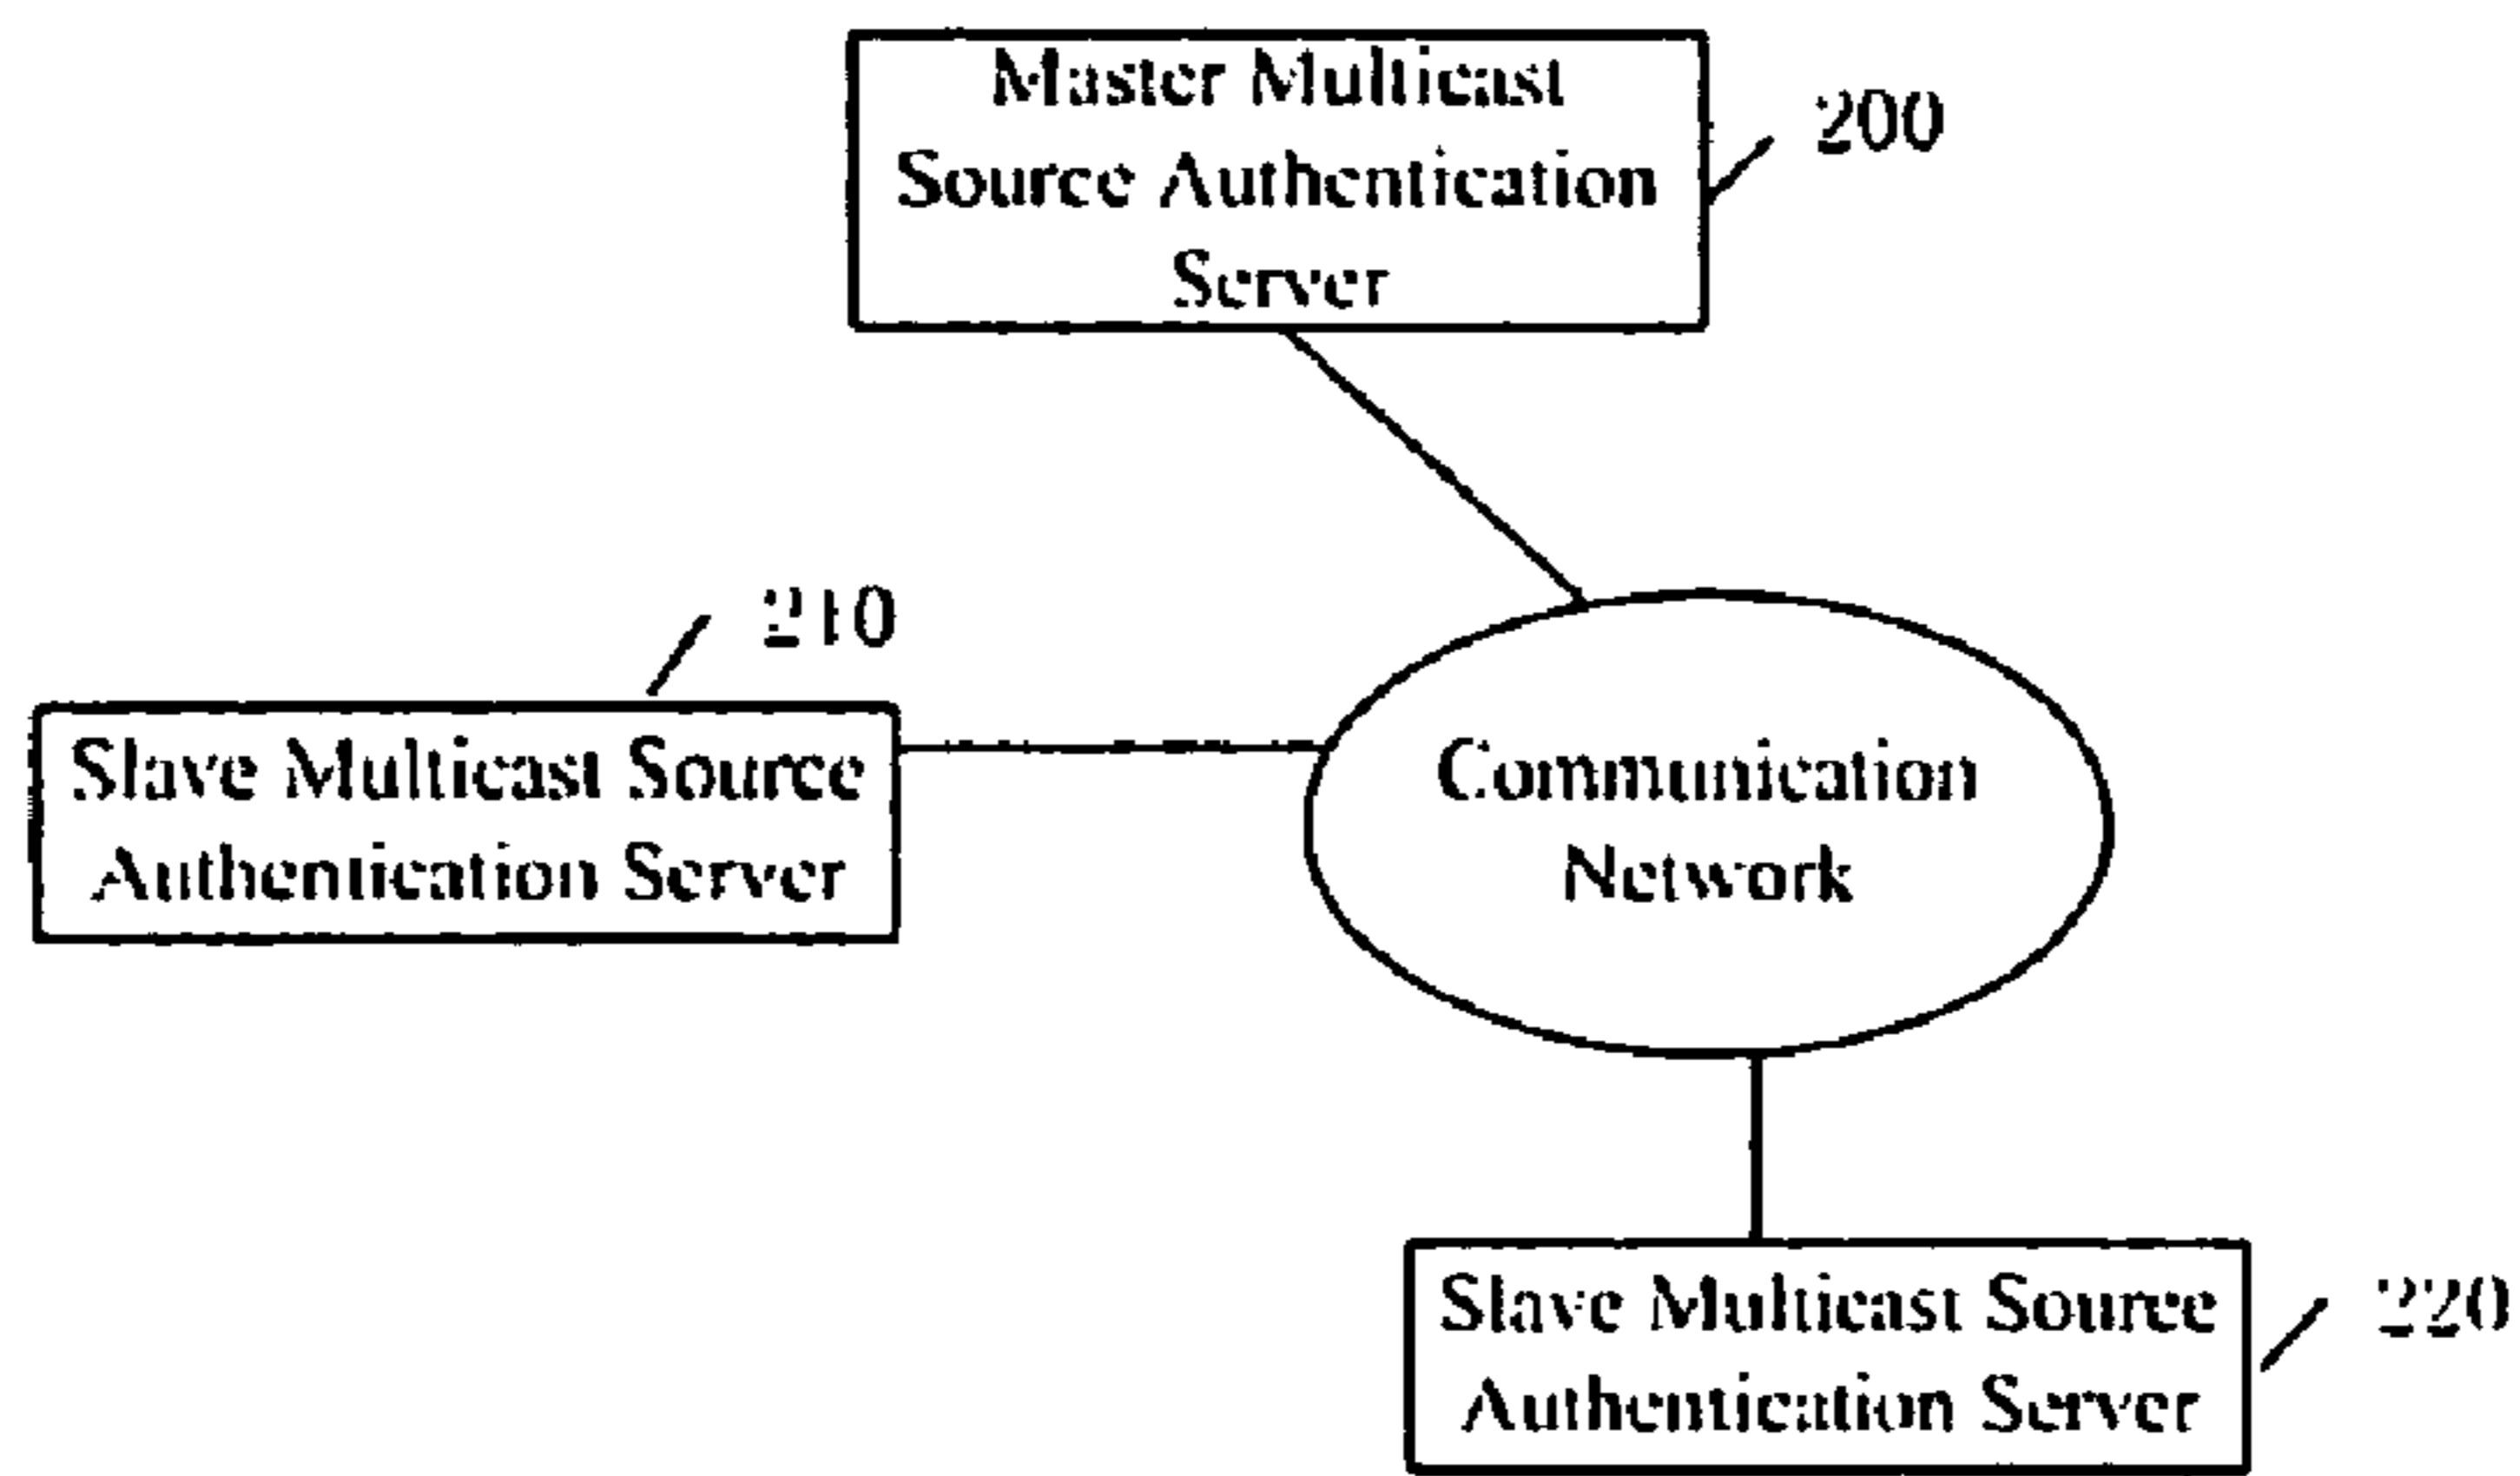 Master Multicast
Source Authentication
Server
200
210
Slave Multicast Source
Authentication Server
Communication
Network
Slave Multicast Source
Authentication Server
220